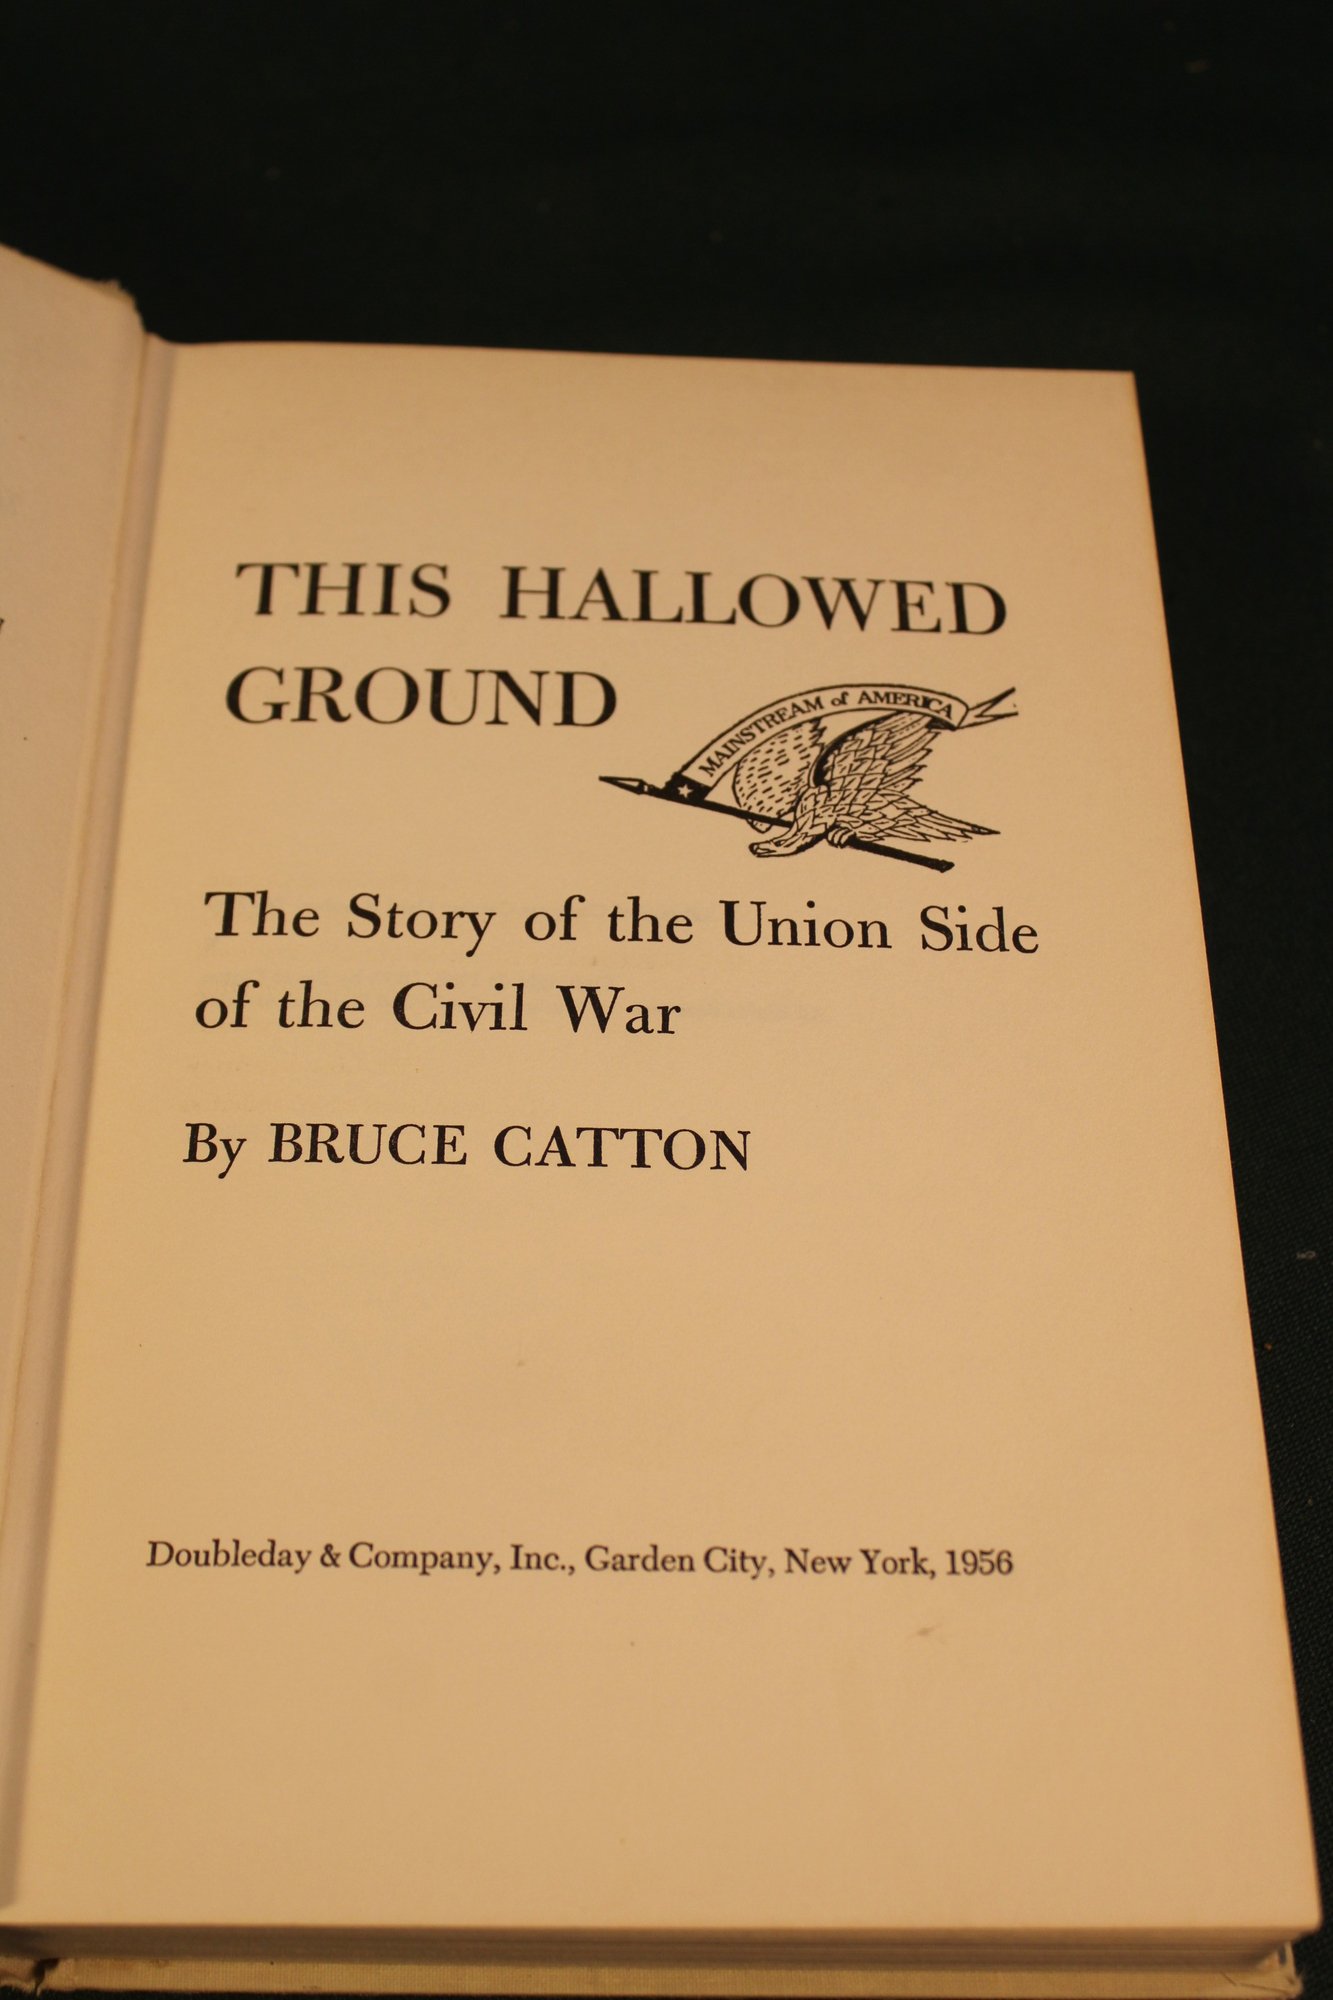 THIS HALLOWED
GROUND
MAINSTREAM of AMERICA
The Story of the Union Side
of the Civil War
By BRUCE CATTON
Doubleday & Company, Inc., Garden City, New York, 1956